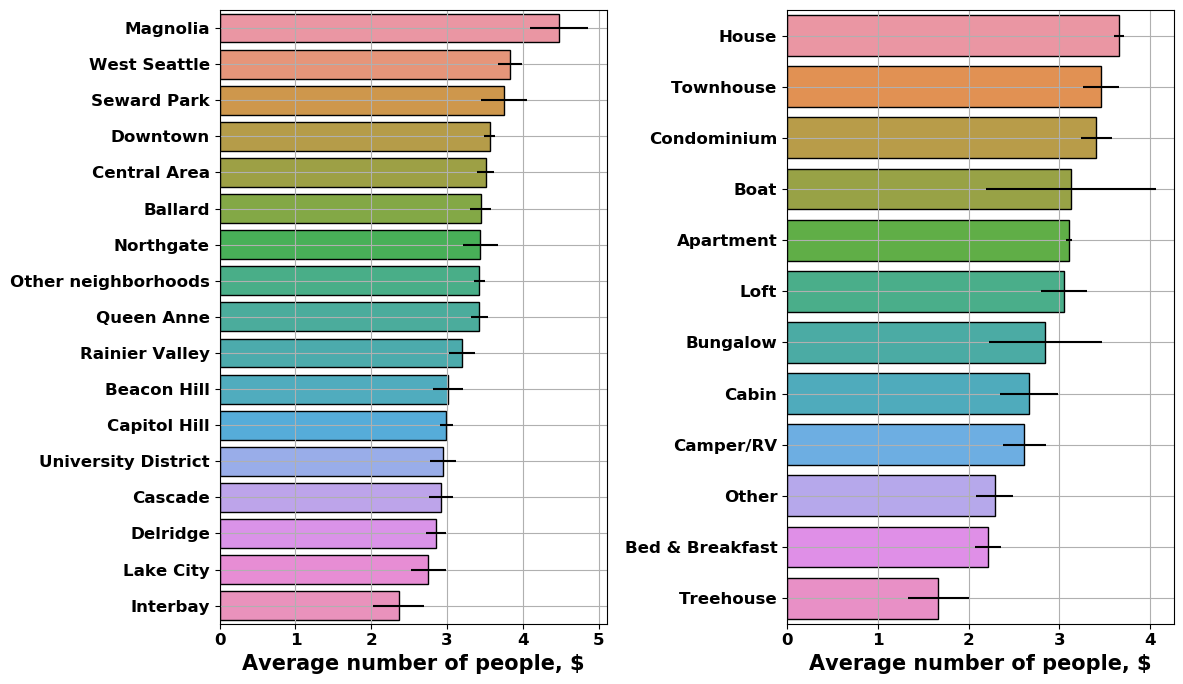 Magnolia
West Seattle
Seward Park
Downtown
Central Area
Ballard
Northgate
Other neighborhoods
Queen Anne
Rainier Valley
Beacon Hill
Capitol Hill
University District
Cascade
Delridge
Lake City
Interbay
0 1 2 3 4 5
Average number of people, $
House
Townhouse
Condominium
Boat
Apartment
Loft
Bungalow
Cabin
Camper/RV
Other
Bed & Breakfast
Treehouse
0 1 2 3 4
Average number of people, $